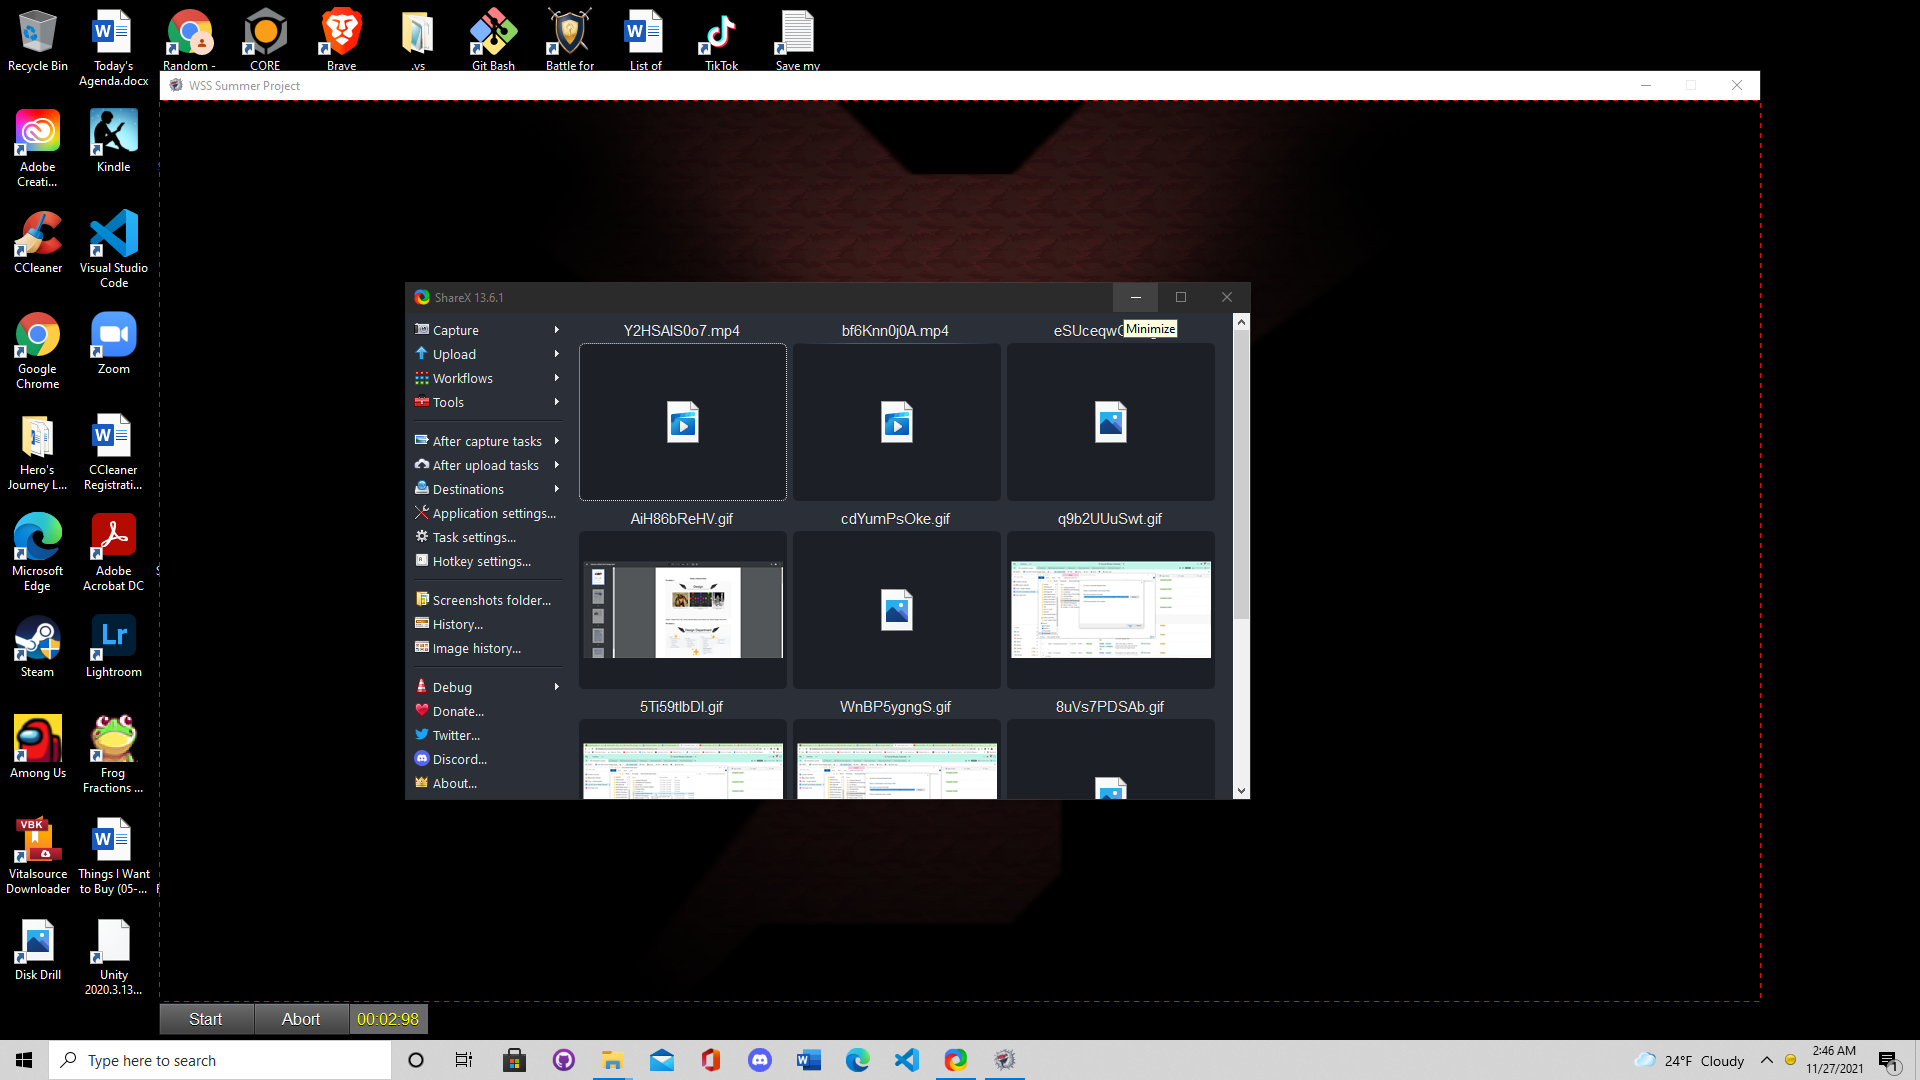 Recycle Bin
Today's
Agenda.docx
Random -
CORE
Brave
.vs
Git Bash
Battle for
List of
TikTok
Save my
WSS Summer Project
Adobe
Creati...
Kindle
CCleaner
Visual Studio
Code
Google
Chrome
Zoom
Hero's
Journey L...
CCleaner
Registrati...
Microsoft
Edge
Adobe
Acrobat DC
Steam
Lr
Lightroom
Among Us
Frog
Fractions ...
VBK
Vitalsource
Downloader
Things I Want
to Buy (05-...
Disk Drill
Unity
2020.3.13...
ShareX 13.6.1
Minimize
Capture
Upload
Workflows
Tools
After capture tasks
After upload tasks
Destinations
Application settings...
Task settings...
Hotkey settings...
Screenshots folder...
History...
Image history...
Debug
Donate...
Twitter...
Discord...
About...
bf6Knn0j0A.mp4
AiH86bReHV.gif
cdYumPsOke.gif
q9b2UUuSwt.gif
WnBP5ygngS.gif
8uVs7PDSAb.gif
Start
Abort
00:02:98
Type here to search
24°F Cloudy
2:46 AM
11/27/2021
1